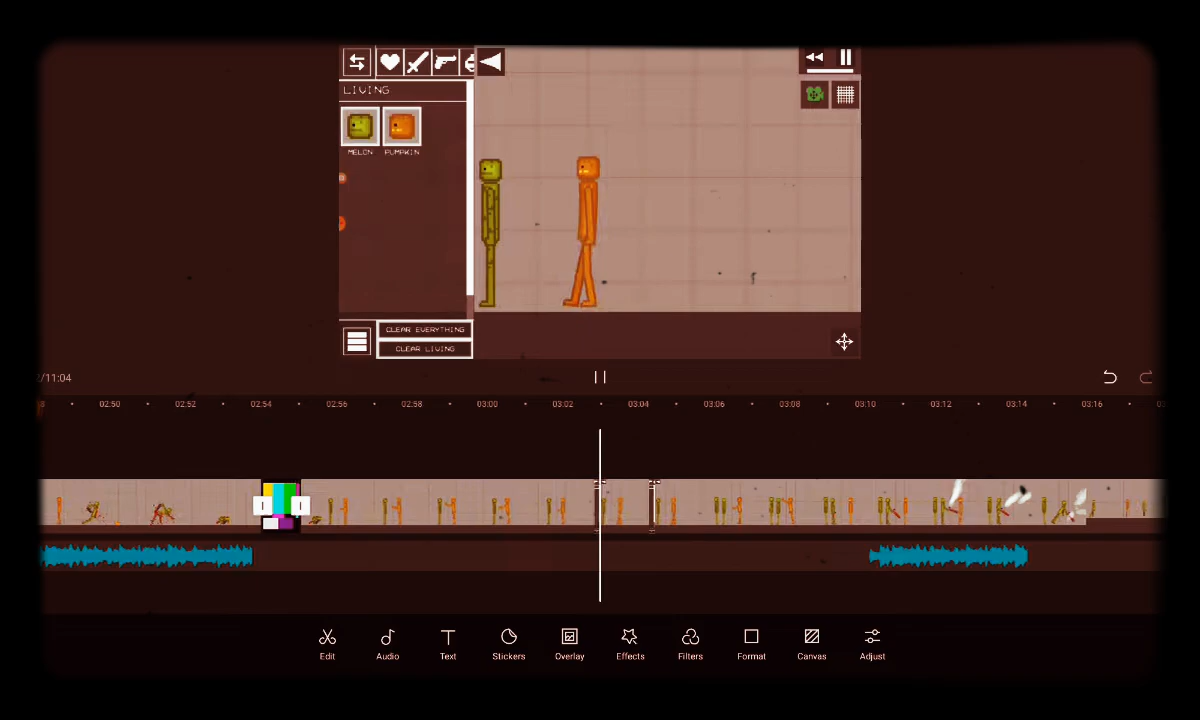 LIVING
MELON PUMPKIN
CLEAR EVERYTHING
CLEAR LIVING
/11:04
02:50 02:52 02:54 02:56 02:58 03:00 03:02 03:04 03:06 03:08 03:10 03:12 03:14 03:16
Edit Audio Text Stickers Overlay Effects Filters Format Canvas Adjust